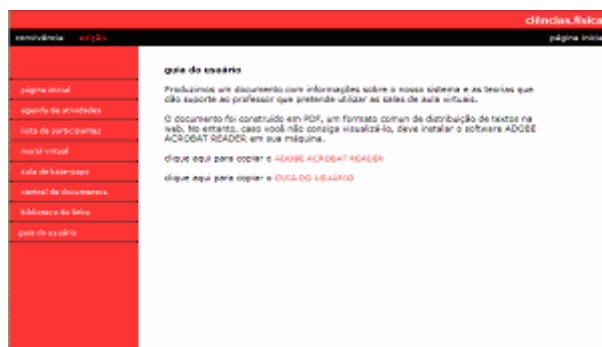 ciências.física
convivência edição página inicial
guia do usuário
página inicial
agenda de atividades
lista de participantes
mural virtual
sala de bate-papo
central de documentos
biblioteca de links
guia do usuário
Produzimos um documento com informações sobre o nosso sistema e as teorias que
dão suporte ao professor que pretende utilizar as salas de aula virtuais.
O documento foi construído em PDF, um formato comun de distribuição de textos na
web. No entanto, caso você não consiga visualizá-lo, deve instalar o software ADOBE
ACROBAT READER em sua máquina.
clique aqui para copiar o ADOBE ACROBAT READER
clique aqui para copiar o GUIA DO USUÁRIO